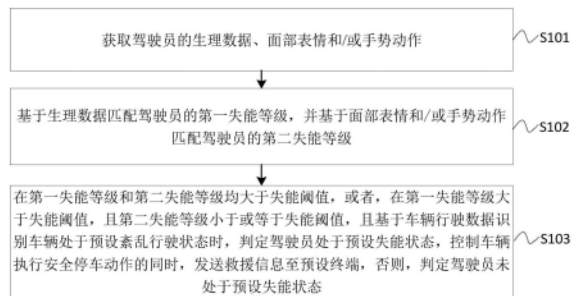 获取驾驶员的生理数据、面部表情和/或手势动作
S101
基于生理数据匹配驾驶员的第一失能等级，并基于面部表情和/或手势动作
匹配驾驶员的第二失能等级
S102
在第一失能等级和第二失能等级均大于失能阈值，或者，在第一失能等级大
于失能阈值，且第二失能等级小于或等于失能阈值，且基于车辆行驶数据识
别车辆处于预设紊乱行驶状态时，判定驾驶员处于预设失能状态，控制车辆
执行安全停车动作的同时，发送救援信息至预设终端，否则，判定驾驶员未
处于预设失能状态
S103